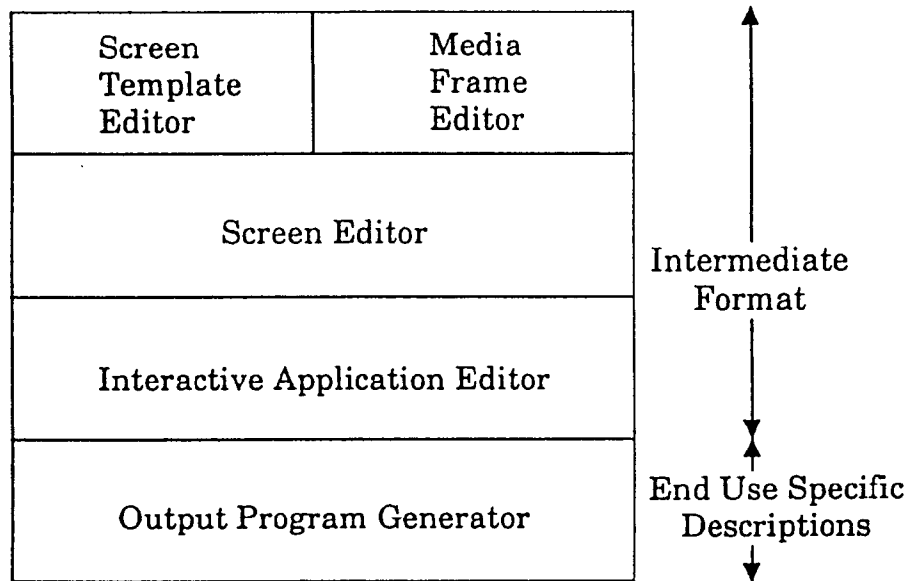 Screen
Template
Editor
Media
Frame
Editor
Screen Editor
Intermediate
Format
Interactive Application Editor
Output Program Generator
End Use Specific
Descriptions